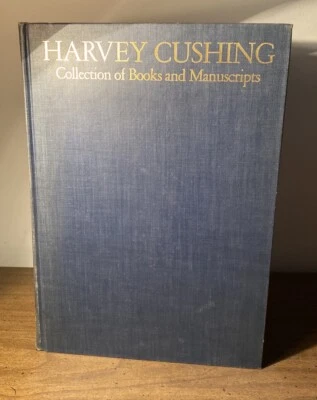 HARVEY CUSHING
Collection of Books and Manuscripts